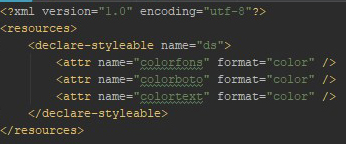 <?xml version="1.0" encoding="utf-8"?>
<resources>
<declare-styleable name="ds">
<attr name="colorfons" format="color" />
<attr name="colorboto" format="color" />
<attr name="colortext" format="color" />
</declare-styleable>
</resources>